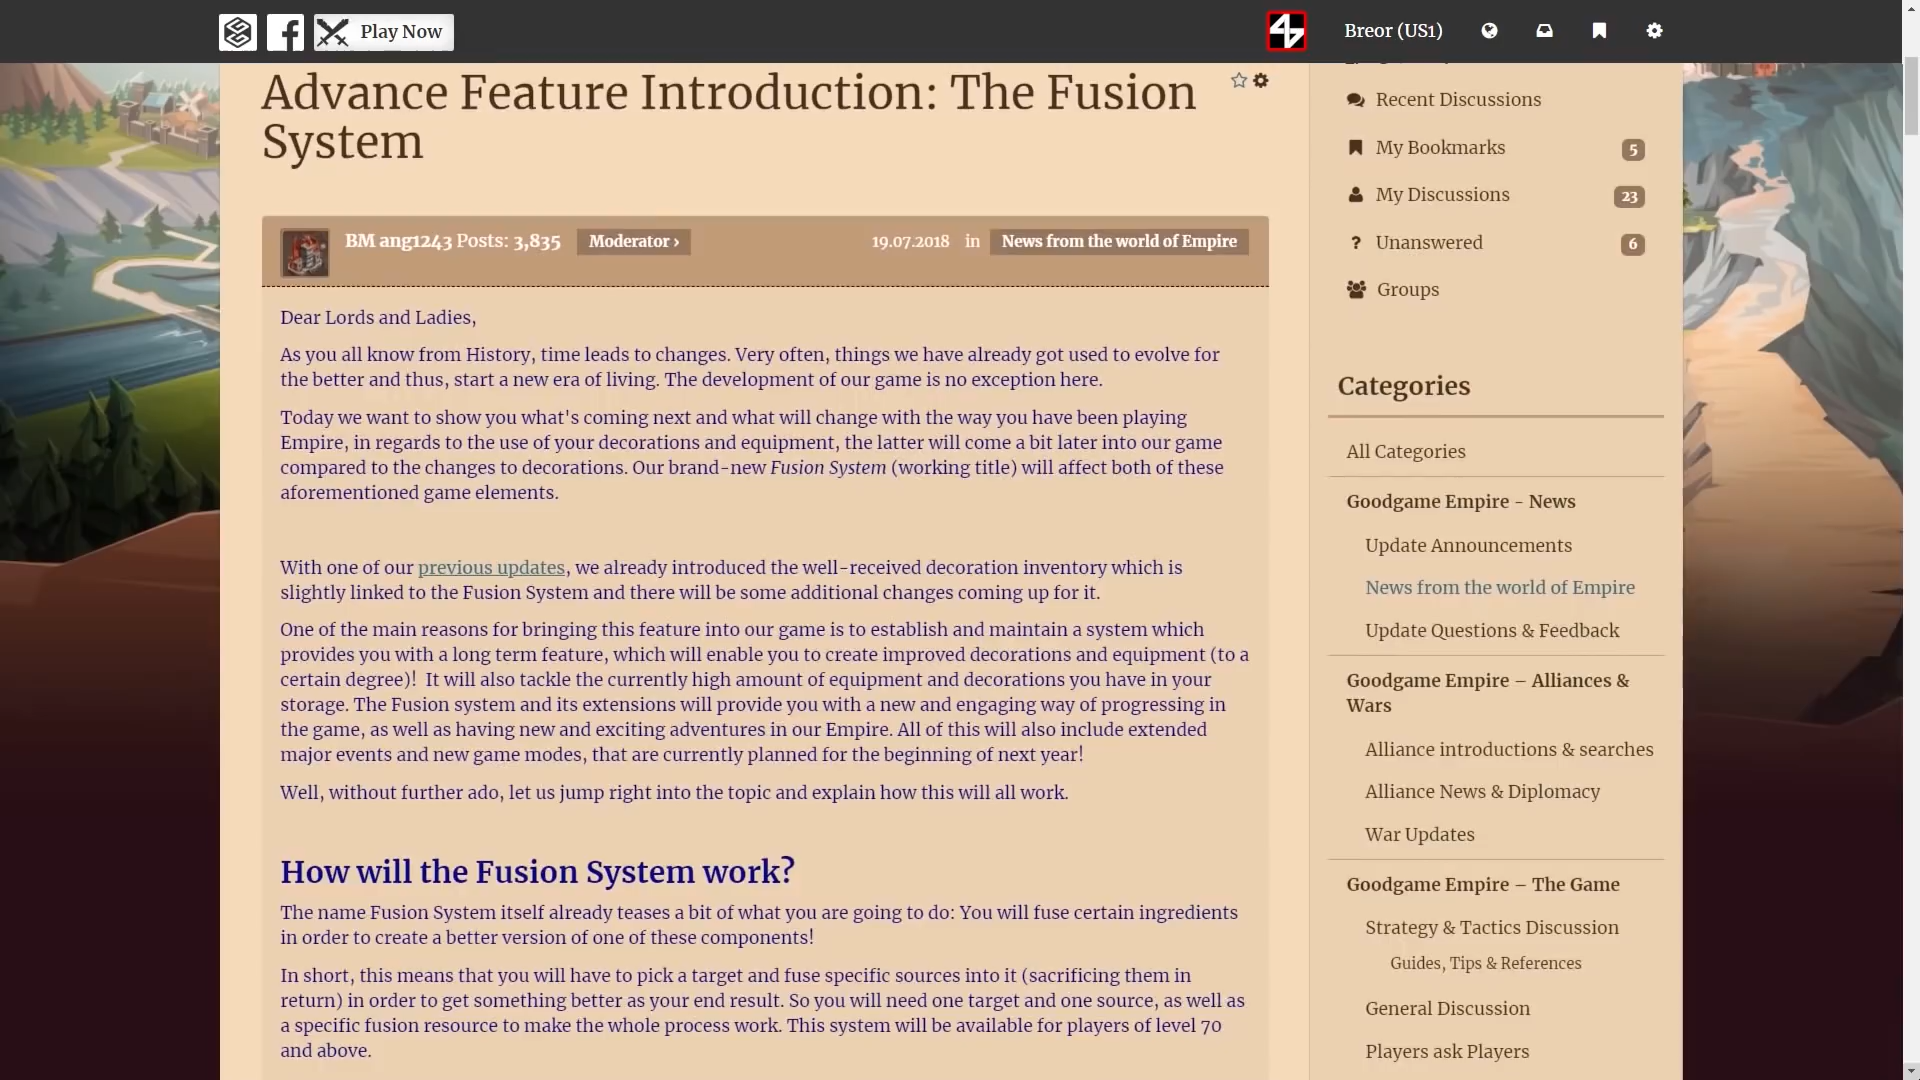 Play Now
Breor (US1)
Advance Feature Introduction: The Fusion
System
BM ang1243 Posts: 3,835
Moderator ›
19.07.2018 in News from the world of Empire
Dear Lords and Ladies,
As you all know from History, time leads to changes. Very often, things we have already got used to evolve for
the better and thus, start a new era of living. The development of our game is no exception here.
Today we want to show you what's coming next and what will change with the way you have been playing
Empire, in regards to the use of your decorations and equipment, the latter will come a bit later into our game
compared to the changes to decorations. Our brand-new Fusion System (working title) will affect both of these
aforementioned game elements.
With one of our previous updates, we already introduced the well-received decoration inventory which is
slightly linked to the Fusion System and there will be some additional changes coming up for it.
One of the main reasons for bringing this feature into our game is to establish and maintain a system which
provides you with a long term feature, which will enable you to create improved decorations and equipment (to a
certain degree)!  It will also tackle the currently high amount of equipment and decorations you have in your
storage. The Fusion system and its extensions will provide you with a new and engaging way of progressing in
the game, as well as having new and exciting adventures in our Empire. All of this will also include extended
major events and new game modes, that are currently planned for the beginning of next year!
Well, without further ado, let us jump right into the topic and explain how this will all work.
How will the Fusion System work?
The name Fusion System itself already teases a bit of what you are going to do: You will fuse certain ingredients
in order to create a better version of one of these components!
In short, this means that you will have to pick a target and fuse specific sources into it (sacrificing them in
return) in order to get something better as your end result. So you will need one target and one source, as well as
a specific fusion resource to make the whole process work. This system will be available for players of level 70
and above.
Recent Discussions
My Bookmarks 5
My Discussions 23
Unanswered 6
Groups
Categories
All Categories
Goodgame Empire - News
Update Announcements
News from the world of Empire
Update Questions & Feedback
Goodgame Empire – Alliances &
Wars
Alliance introductions & searches
Alliance News & Diplomacy
War Updates
Goodgame Empire – The Game
Strategy & Tactics Discussion
Guides, Tips & References
General Discussion
Players ask Players